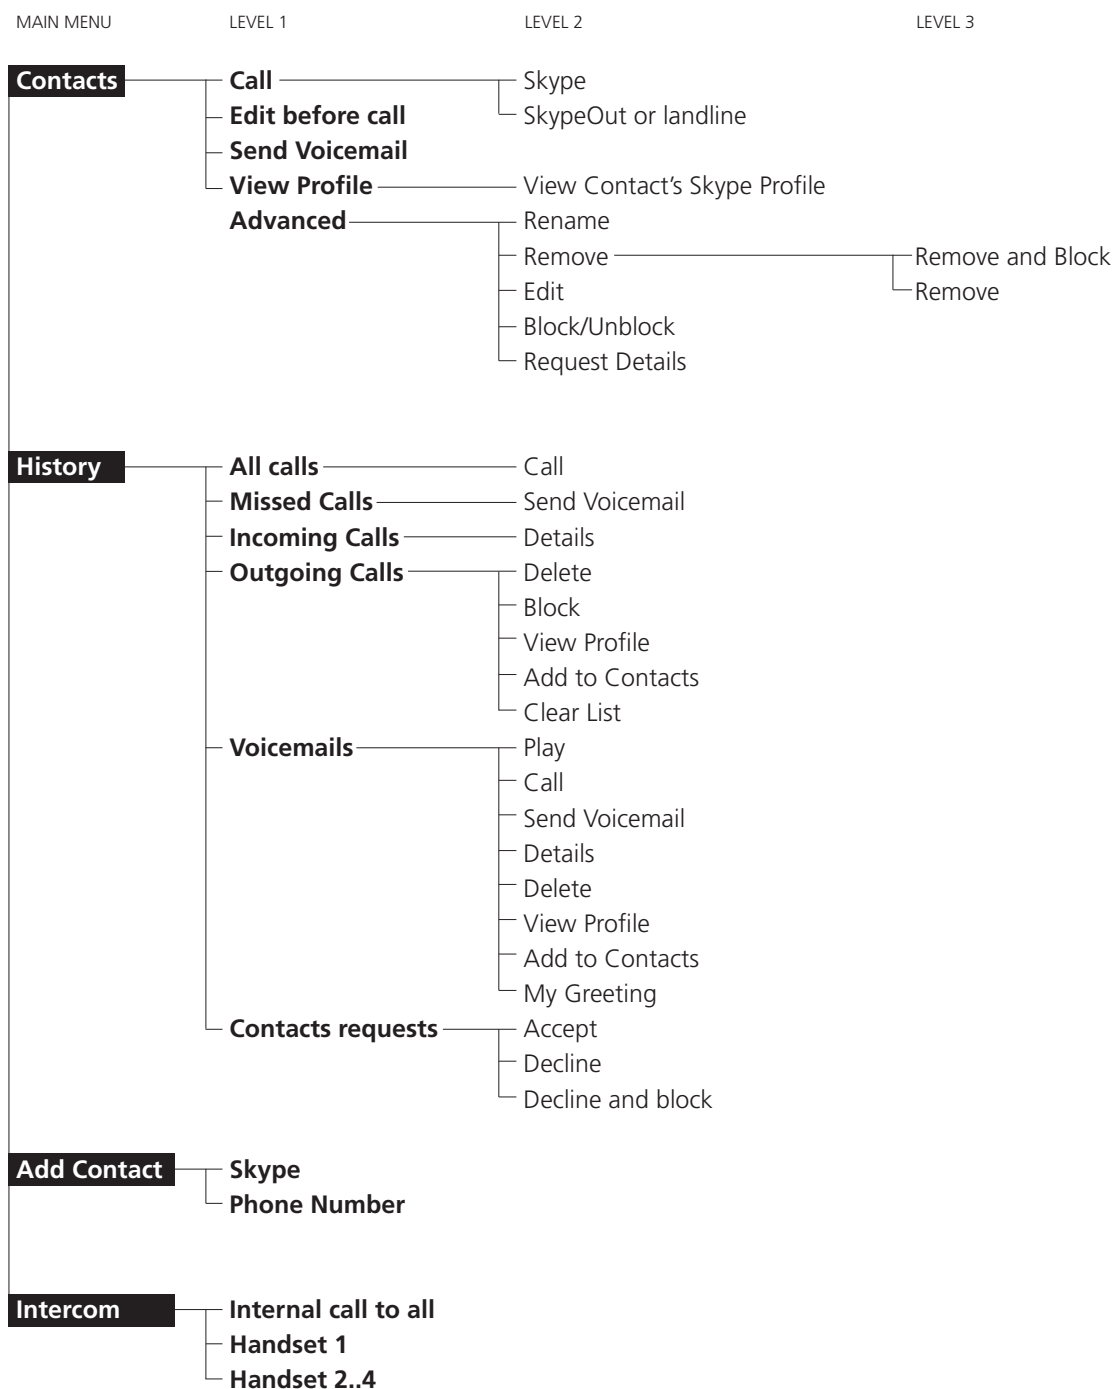 MAIN MENU LEVEL 1 LEVEL 2 LEVEL 3
Contacts Call Skype
Edit before call SkypeOut or landline
Send Voicemail
View Profile View Contact's Skype Profile
Advanced Rename
Remove Remove and Block
Edit Remove
Block/Unblock
Request Details
History All calls Call
Missed Calls Send Voicemail
Incoming Calls Details
Outgoing Calls Delete
Block
View Profile
Add to Contacts
Clear List
Voicemails Play
Call
Send Voicemail
Details
Delete
View Profile
Add to Contacts
My Greeting
Contacts requests Accept
Decline
Decline and block
Add Contact Skype
Phone Number
Intercom Internal call to all
Handset 1
Handset 2..4